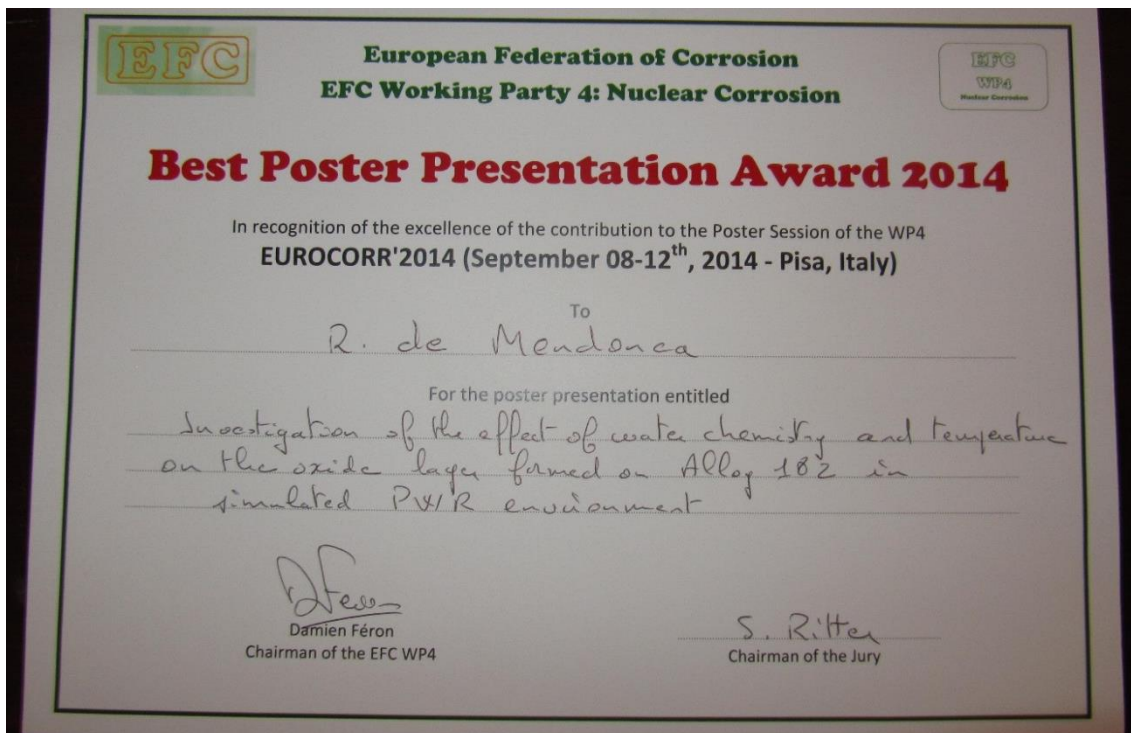 EFC
European Federation of Corrosion
EFC Working Party 4: Nuclear Corrosion
EFC
WP4
Nuclear Corrosion
Best Poster Presentation Award 2014
In recognition of the excellence of the contribution to the Poster Session of the WP4
EUROCORR'2014 (September 08-12th, 2014 - Pisa, Italy)
To
R. de Mendonca
For the poster presentation entitled
Investigation of the effect of water chemistry and temperature
on the oxide layer formed on Alloy 182 in
simulated PWR environment
Damien Féron
Chairman of the EFC WP4
S. Ritter
Chairman of the Jury